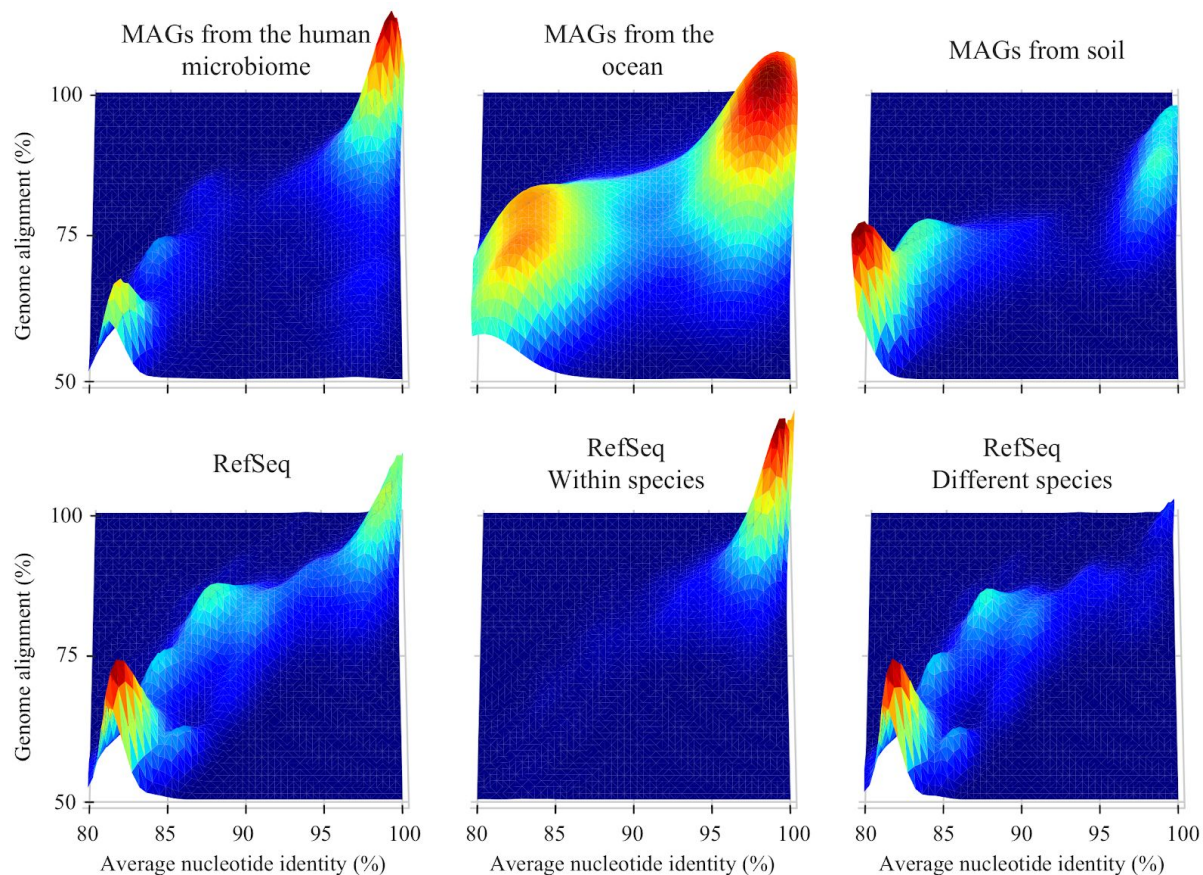 MAGs from the human
microbiome
MAGs from the
ocean
MAGs from soil
Genome alignment (%)
100
75
50
RefSeq
RefSeq
Within species
RefSeq
Different species
Genome alignment (%)
100
75
50
80 85 90 95 100
80 85 90 95 100
80 85 90 95 100
Average nucleotide identity (%)
Average nucleotide identity (%)
Average nucleotide identity (%)